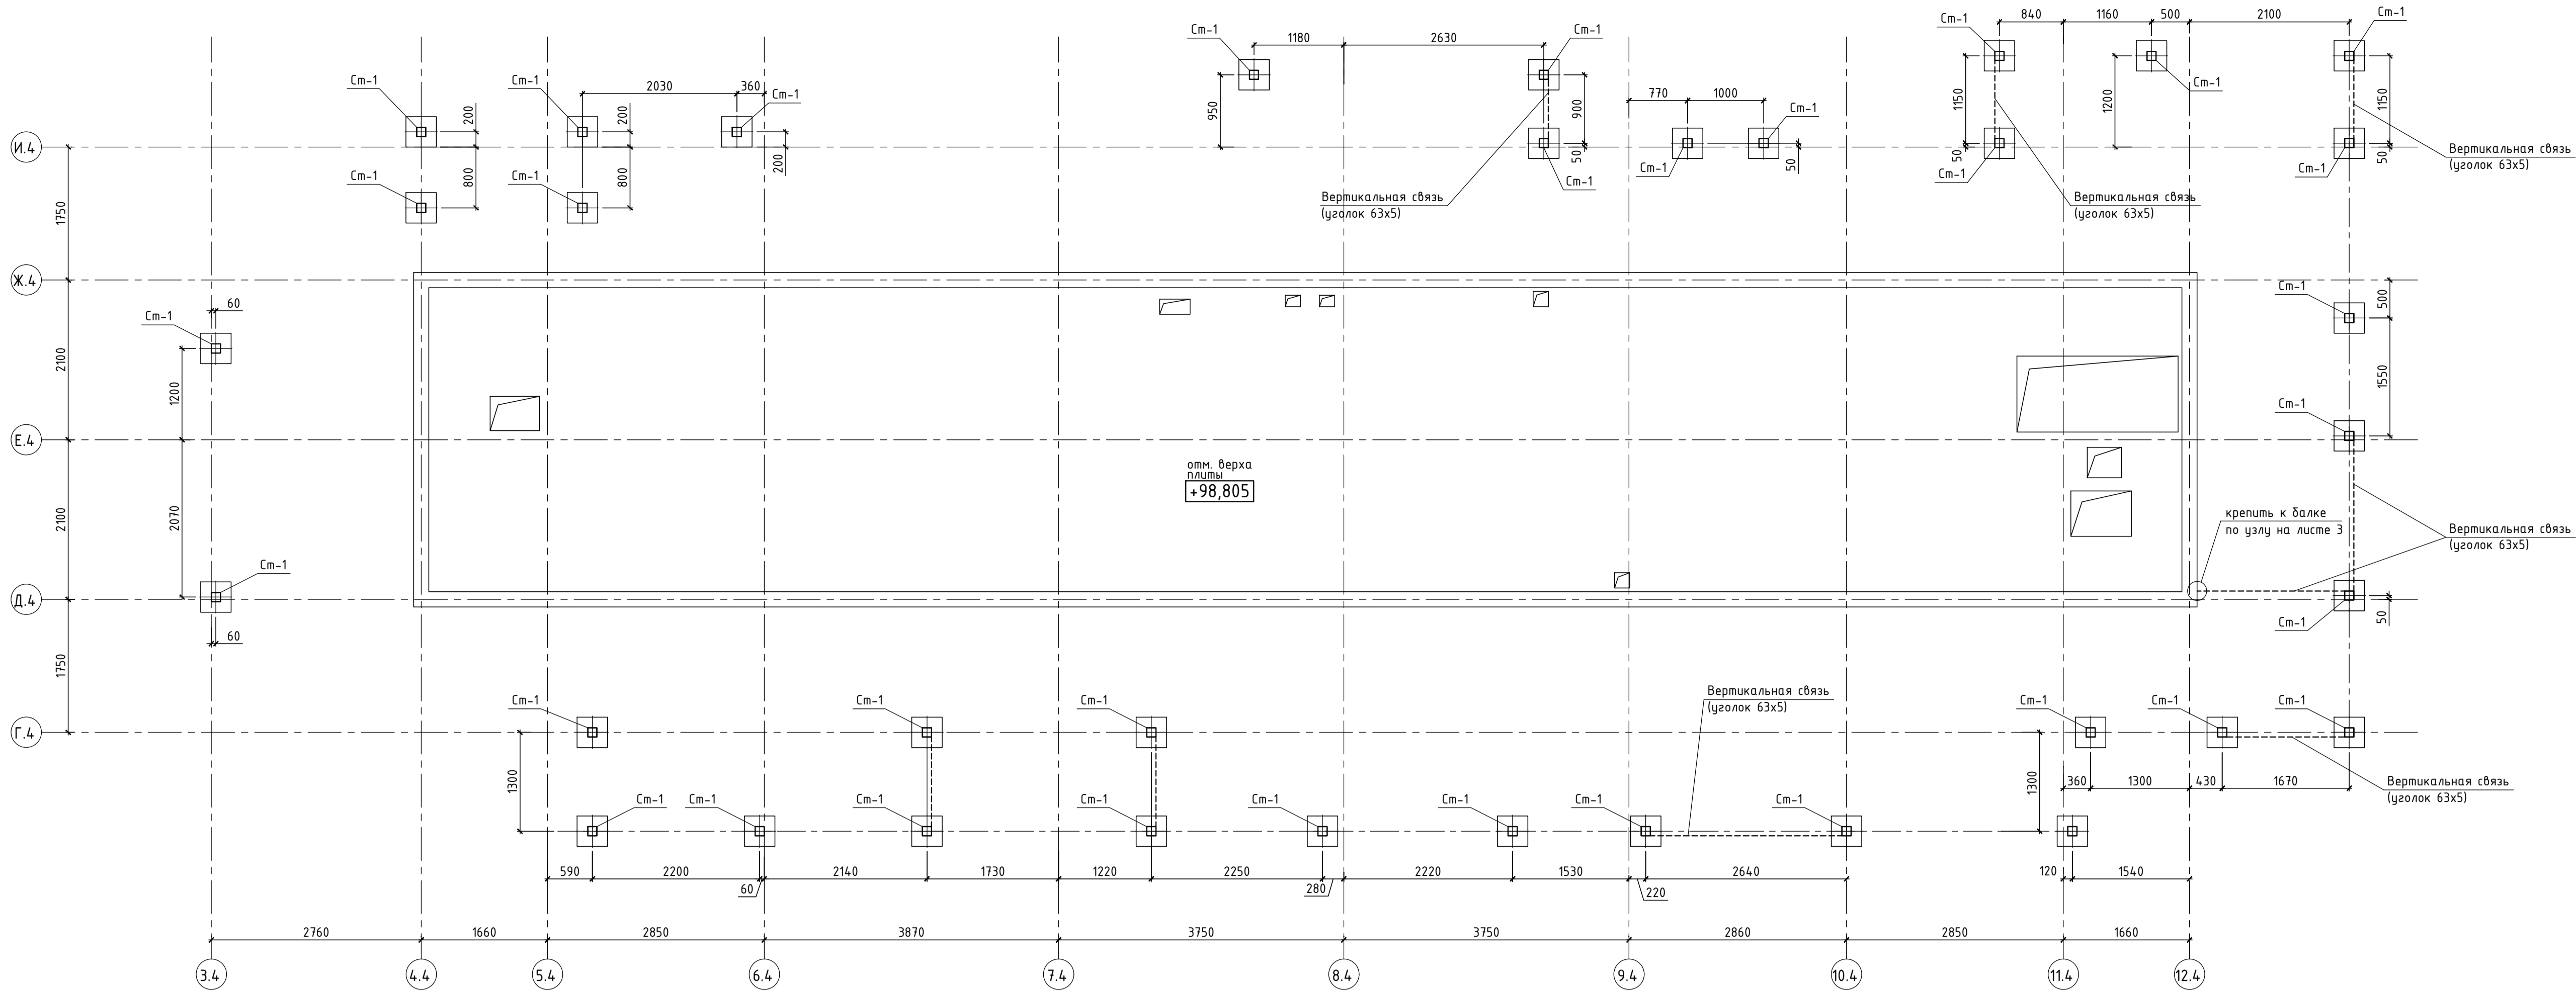 840
1160
500
2100
Ст-1
Ст-1
Ст-1
Ст-1
1180
2630
Ст-1
Ст-1
Ст-1
2030
360
Ст-1
200
200
200
950
900
770
1000
Ст-1
1150
1200
Ст-1
1150
И.4
800
800
50
50
50
50
Ст-1
Ст-1
Ст-1
Ст-1
Ст-1
Ст-1
Вертикальная связь
(уголок 63х5)
Вертикальная связь
(уголок 63х5)
Вертикальная связь
(уголок 63х5)
1750
Ж.4
60
Ст-1
Ст-1
500
2100
1200
1550
Ст-1
Е.4
отм. верха
плиты
+98,805
2100
2070
крепить к балке
по узлу на листе 3
Вертикальная связь
(уголок 63х5)
Ст-1
Д.4
50
Ст-1
60
1750
Вертикальная связь
(уголок 63х5)
Ст-1
Ст-1
Ст-1
Ст-1
Ст-1
Ст-1
Г.4
1300
1300
360
1300
430
1670
Вертикальная связь
(уголок 63х5)
Ст-1
Ст-1
Ст-1
Ст-1
Ст-1
Ст-1
Ст-1
Ст-1
590
2200
60
2140
1730
1220
2250
280
2220
1530
220
2640
120
1540
2760
1660
2850
3870
3750
3750
2860
2850
1660
3.4
4.4
5.4
6.4
7.4
8.4
9.4
10.4
11.4
12.4